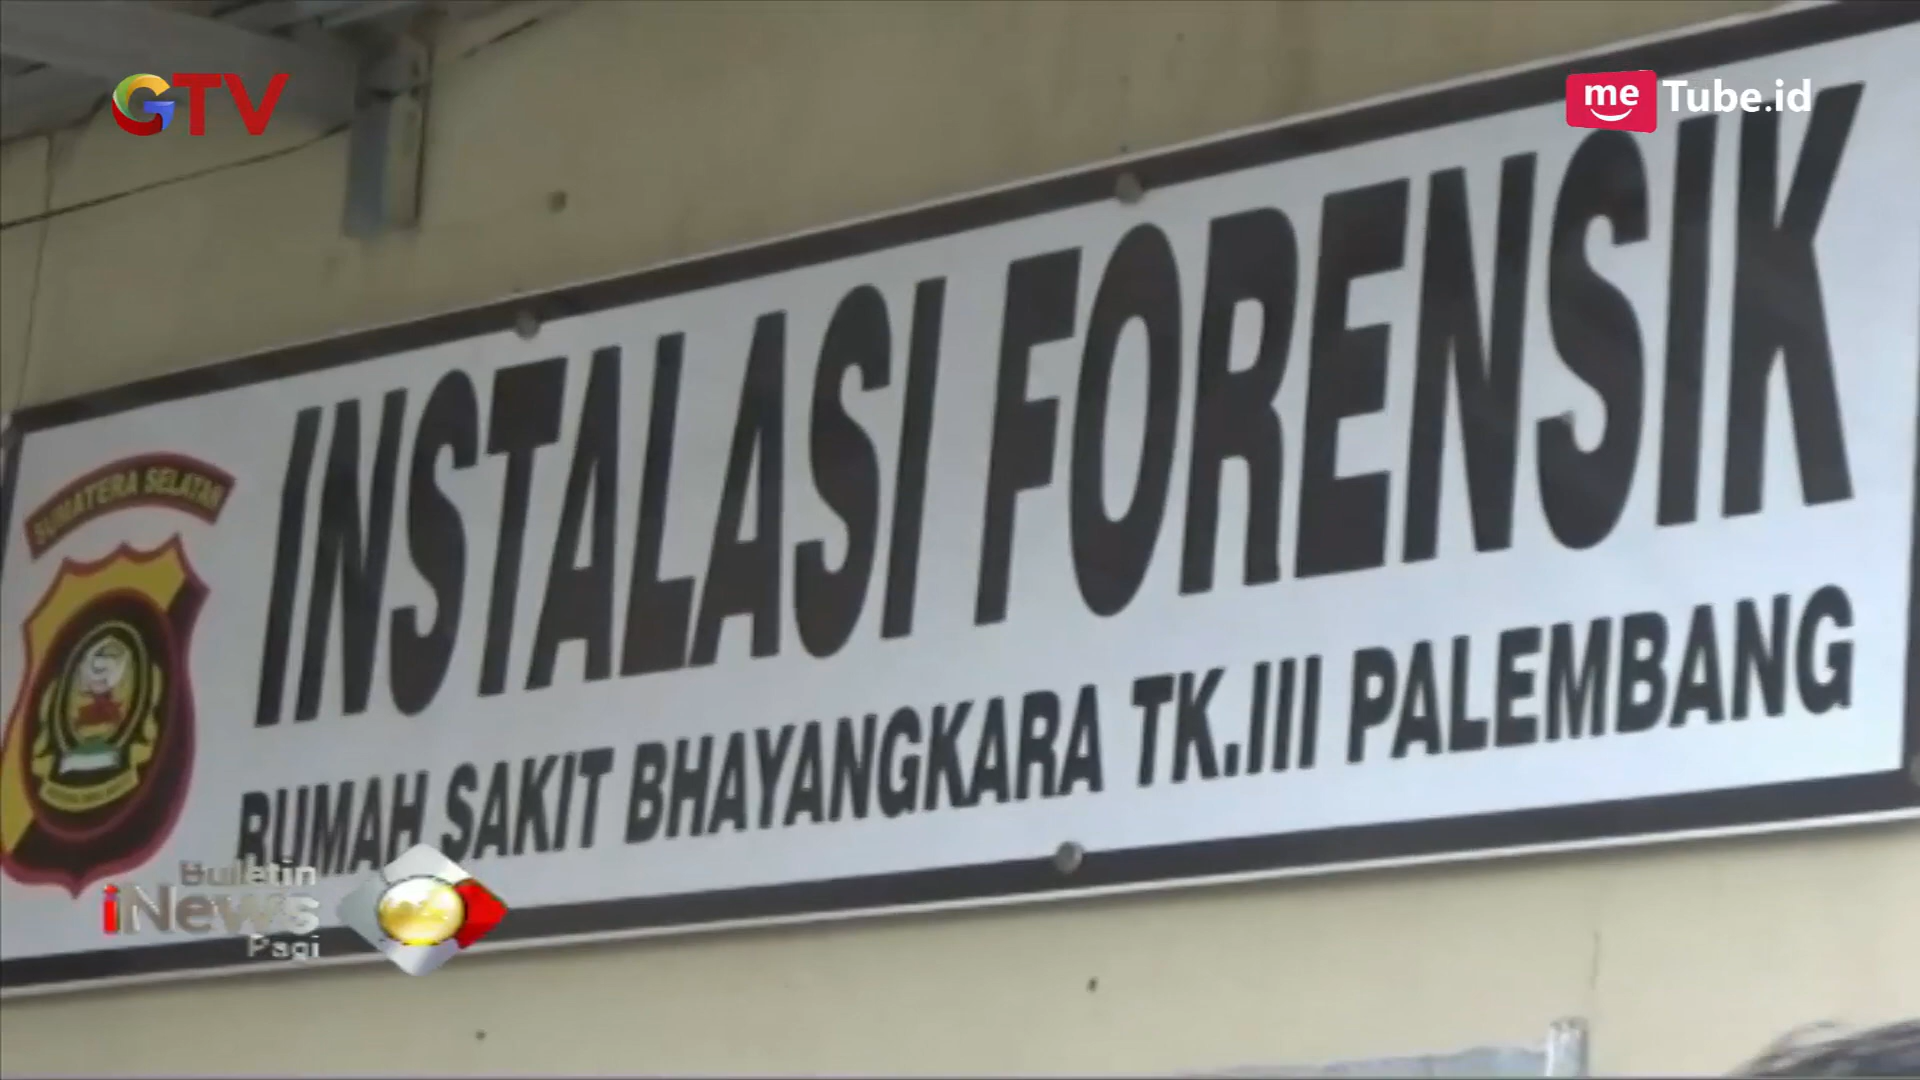 GTV
me Tube.id
INSTALASI FORENSIK
SUMATERA SELATAN
RUMAH SAKIT BHAYANGKARA TK.III PALEMBANG
Buletin
iNews
Pagi